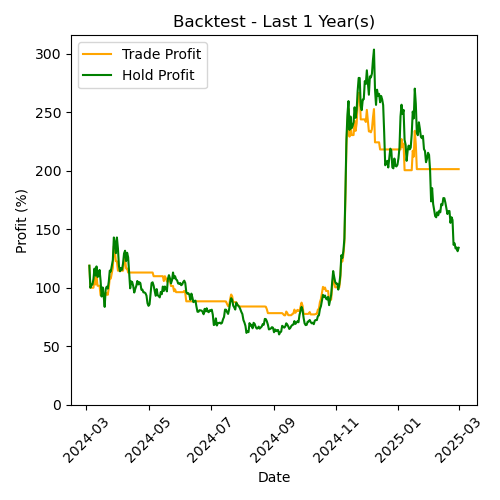 Backtest - Last 1 Year(s)
Trade Profit
Hold Profit
Profit (%)
300
250
200
150
100
50
0
2024-03
2024-05
2024-07
2024-09
2024-11
2025-01
2025-03
Date